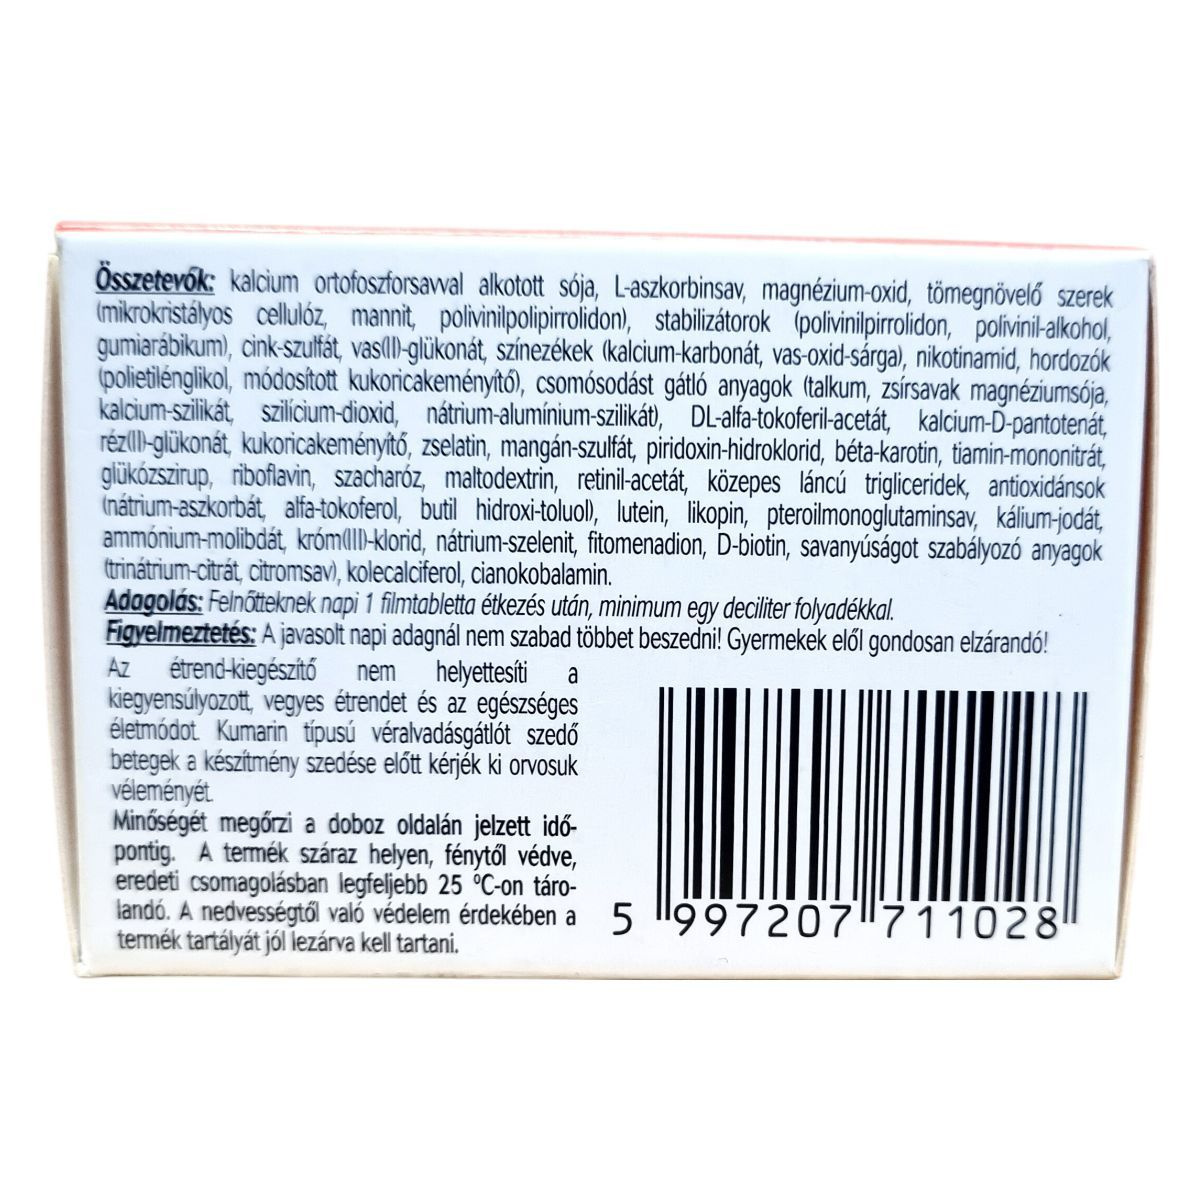 Összetevők: kalcium ortofoszforsavval alkotott sója, L-aszkorbinsav, magnézium-oxid, tömegnövelő szerek
(mikrokristályos cellulóz, mannit, polivinilpolipirrolidon), stabilizátorok (polivinilpirrolidon, polivinil-alkohol,
gumiarábikum), cink-szulfát, vas(II)-glükonát, színezékek (kalcium-karbonát, vas-oxid-sárga), nikotinamid, hordozók
(polietilénglikol, módosított kukoricakeményítő), csomósodást gátló anyagok (talkum, zsírsavak magnéziumsója,
kalcium-szilikát, szilícium-dioxid, nátrium-alumínium-szilikát), DL-alfa-tokoferil-acetát, kalcium-D-pantotenát,
réz(II)-glükonát, kukoricakeményítő, zselatin, mangán-szulfát, piridoxin-hidroklorid, béta-karotin, tiamin-mononitrát,
glükózszirup, riboflavin, szacharóz, maltodextrin, retinil-acetát, közepes láncú trigliceridek, antioxidánsok
(nátrium-aszkorbát, alfa-tokoferol, butil hidroxi-toluol), lutein, likopin, pteroilmonoglutaminsav, kálium-jodát,
ammónium-molibdát, króm(III)-klorid, nátrium-szelenit, fitomenadion, D-biotin, savanyúságot szabályozó anyagok
(trinátrium-citrát, citromsav), kolecalciferol, cianokobalamin.
Adagolás: Felnőtteknek napi 1 filmtabletta étkezés után, minimum egy deciliter folyadékkal.
Figyelmeztetés: A javasolt napi adagnál nem szabad többet beszedni! Gyermekek elől gondosan elzárandó!
Az étrend-kiegészítő nem helyettesíti a
kiegyensúlyozott, vegyes étrendet és az egészséges
életmódot. Kumarin típusú véralvadásgátlót szedő
betegek a készítmény szedése előtt kérjék ki orvosuk
véleményét.
Minőségét megőrzi a doboz oldalán jelzett idő-
pontig. A termék száraz helyen, fénytől védve,
eredeti csomagolásban legfeljebb 25 ºC-on táro-
landó. A nedvességtől való védelem érdekében a
termék tartályát jól lezárva kell tartani.
5 997207 711028